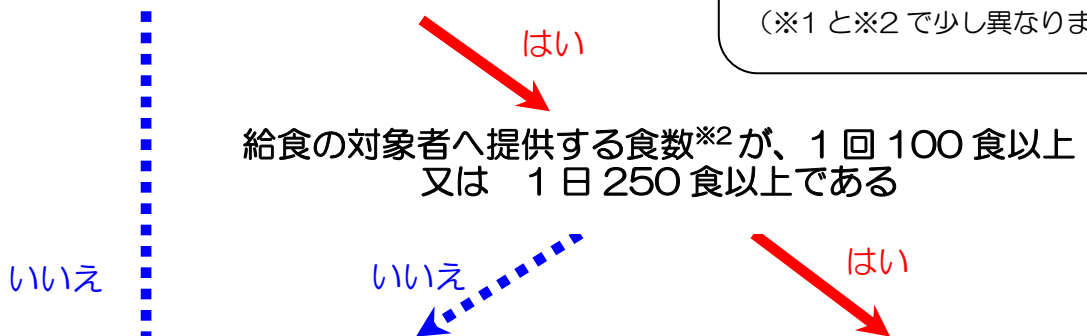 （※1 と※2 で少し異なりま
はい
給食の対象者へ提供する食数※2 が、1 回 100 食以上
又は　1 日 250 食以上である
はい
いいえ
いいえ